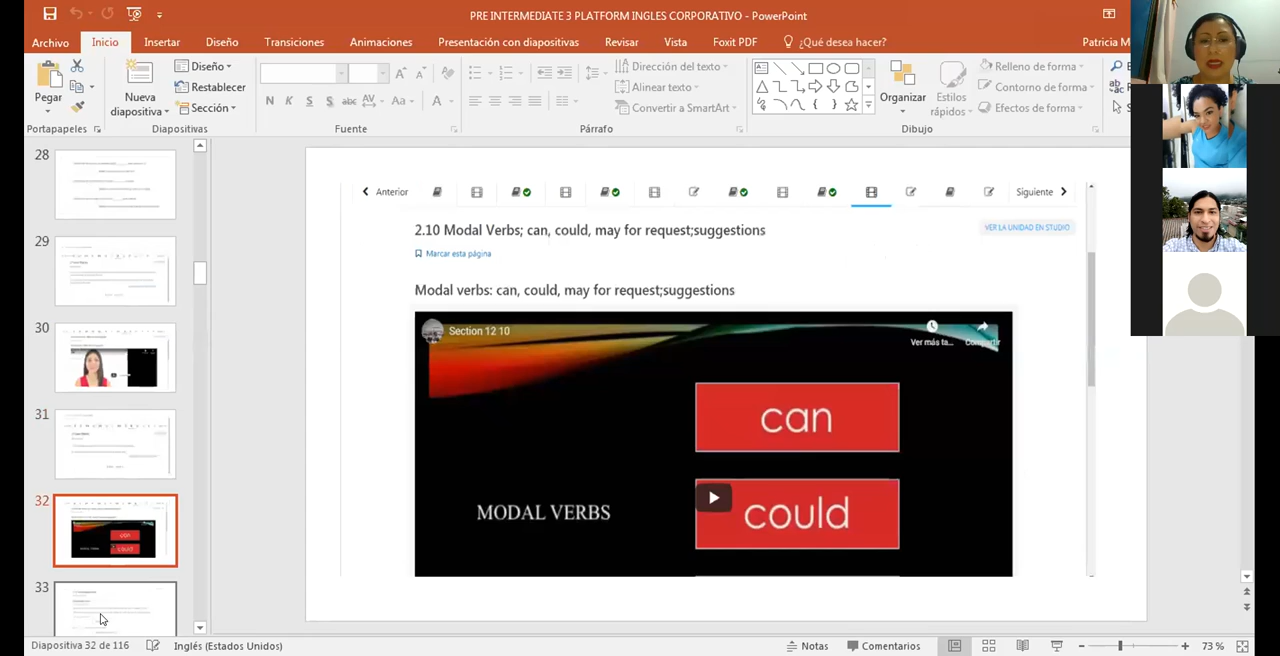 PRE INTERMEDIATE 3 PLATFORM INGLES CORPORATIVO - PowerPoint
Archivo Inicio Insertar Diseño Transiciones Animaciones Presentación con diapositivas Revisar Vista Foxit PDF ¿Qué desea hacer? Patricia M
Pegar
Nueva diapositiva
Diseño
Restablecer
Sección
N K S S abc AV Aa A
Dirección del texto
Alinear texto
Convertir a SmartArt
Organizar
Estilos rápidos
Relleno de forma
Contorno de forma
Efectos de forma
Portapapeles Diapositivas Fuente Párrafo Dibujo
28
29
30
31
32
33
Anterior Siguiente
2.10 Modal Verbs; can, could, may for request;suggestions
VER LA UNIDAD EN STUDIO
Marcar esta página
Modal verbs: can, could, may for request;suggestions
Section 12 10
Ver más ta... Compartir
can
MODAL VERBS
could
Diapositiva 32 de 116 Inglés (Estados Unidos) Notas Comentarios 73 %